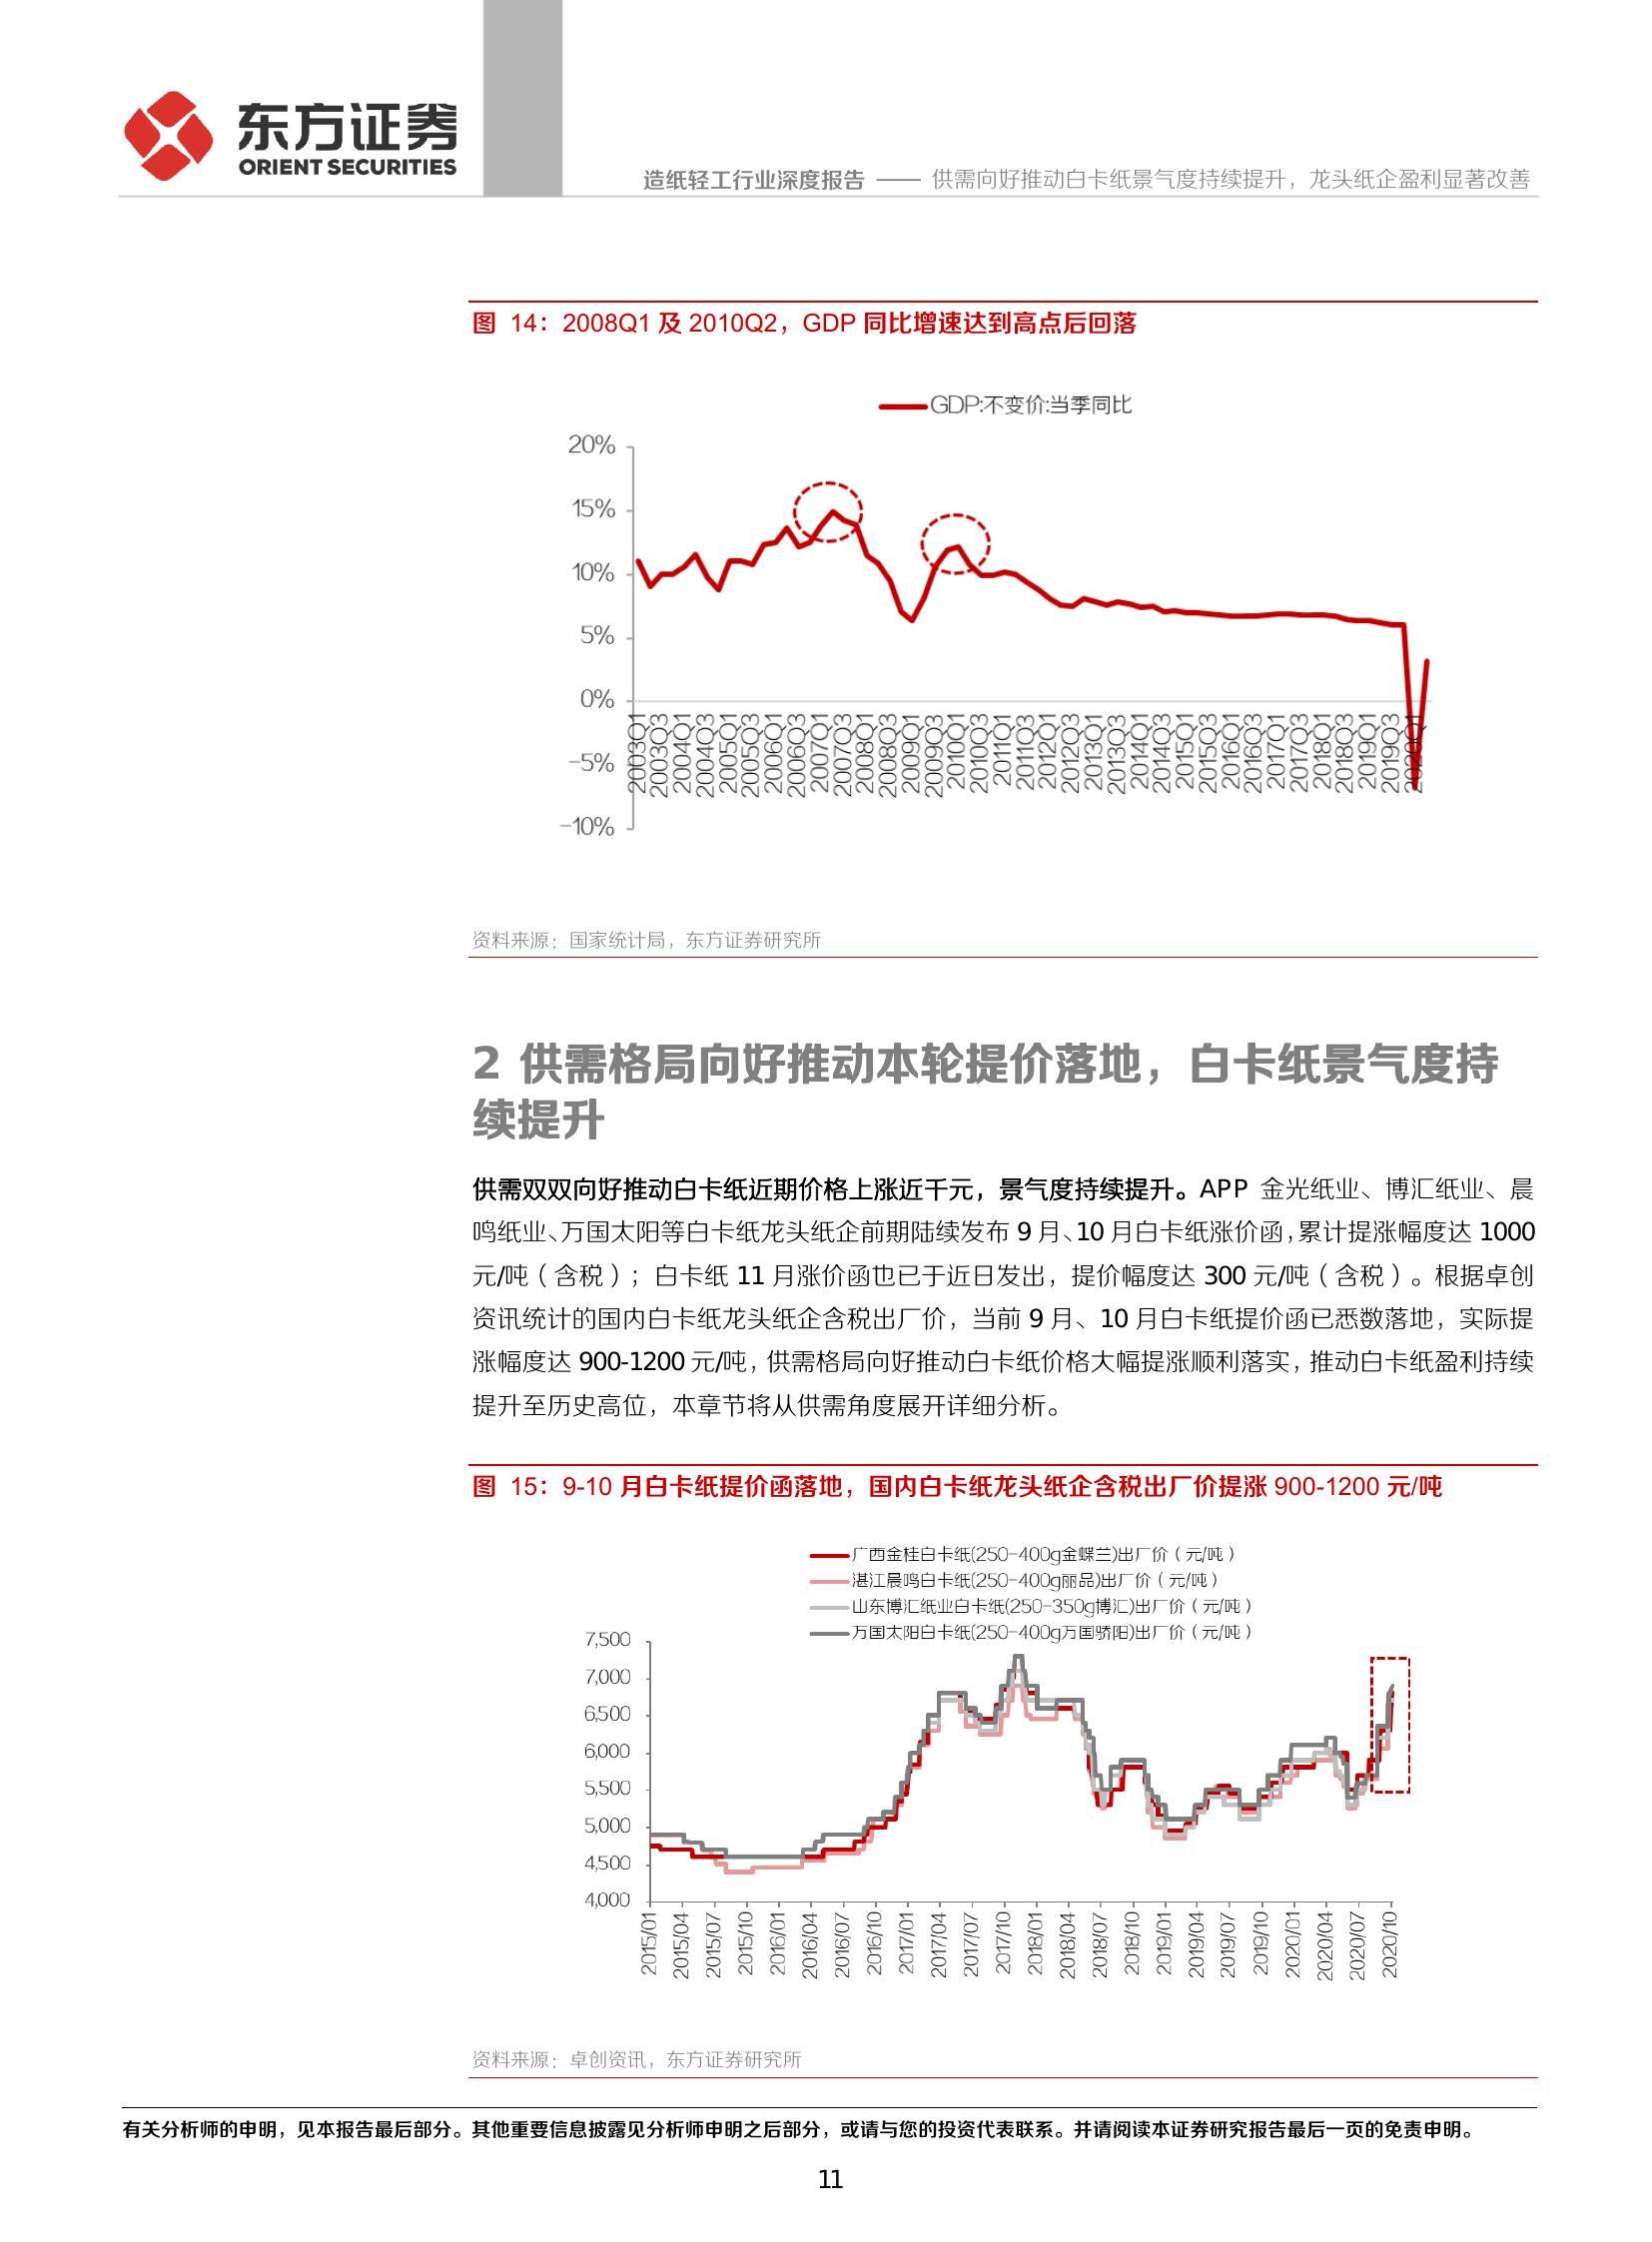 东方证券
ORIENT SECURITIES
造纸轻工行业深度报告 —— 供需向好推动白卡纸景气度持续提升，龙头纸企盈利显著改善
图 14：2008Q1 及 2010Q2，GDP 同比增速达到高点后回落
GDP:不变价:当季同比
20%
15%
10%
5%
0%
-5%
-10%
2003Q1
2003Q3
2004Q1
2004Q3
2005Q1
2005Q3
2006Q1
2006Q3
2007Q1
2007Q3
2008Q1
2008Q3
2009Q1
2009Q3
2010Q1
2010Q3
2011Q1
2011Q3
2012Q1
2012Q3
2013Q1
2013Q3
2014Q1
2014Q3
2015Q1
2015Q3
2016Q1
2016Q3
2017Q1
2017Q3
2018Q1
2018Q3
2019Q1
2019Q3
2020Q1
资料来源：国家统计局，东方证券研究所
2 供需格局向好推动本轮提价落地，白卡纸景气度持
续提升
供需双双向好推动白卡纸近期价格上涨近千元，景气度持续提升。APP 金光纸业、博汇纸业、晨
鸣纸业、万国太阳等白卡纸龙头纸企前期陆续发布 9 月、10 月白卡纸涨价函，累计提涨幅度达 1000
元/吨（含税）；白卡纸 11 月涨价函也已于近日发出，提价幅度达 300 元/吨（含税）。根据卓创
资讯统计的国内白卡纸龙头纸企含税出厂价，当前 9 月、10 月白卡纸提价函已悉数落地，实际提
涨幅度达 900-1200 元/吨，供需格局向好推动白卡纸价格大幅提涨顺利落实，推动白卡纸盈利持续
提升至历史高位，本章节将从供需角度展开详细分析。
图 15：9-10 月白卡纸提价函落地，国内白卡纸龙头纸企含税出厂价提涨 900-1200 元/吨
广西金桂白卡纸(250-400g金蝶兰)出厂价（元/吨）
湛江晨鸣白卡纸(250-400g丽品)出厂价（元/吨）
山东博汇纸业白卡纸(250-350g博汇)出厂价（元/吨）
万国太阳白卡纸(250-400g万国骄阳)出厂价（元/吨）
7,500
7,000
6,500
6,000
5,500
5,000
4,500
4,000
2015/01
2015/04
2015/07
2015/10
2016/01
2016/04
2016/07
2016/10
2017/01
2017/04
2017/07
2017/10
2018/01
2018/04
2018/07
2018/10
2019/01
2019/04
2019/07
2019/10
2020/01
2020/04
2020/07
2020/10
资料来源：卓创资讯，东方证券研究所
有关分析师的申明，见本报告最后部分。其他重要信息披露见分析师申明之后部分，或请与您的投资代表联系。并请阅读本证券研究报告最后一页的免责申明。
11